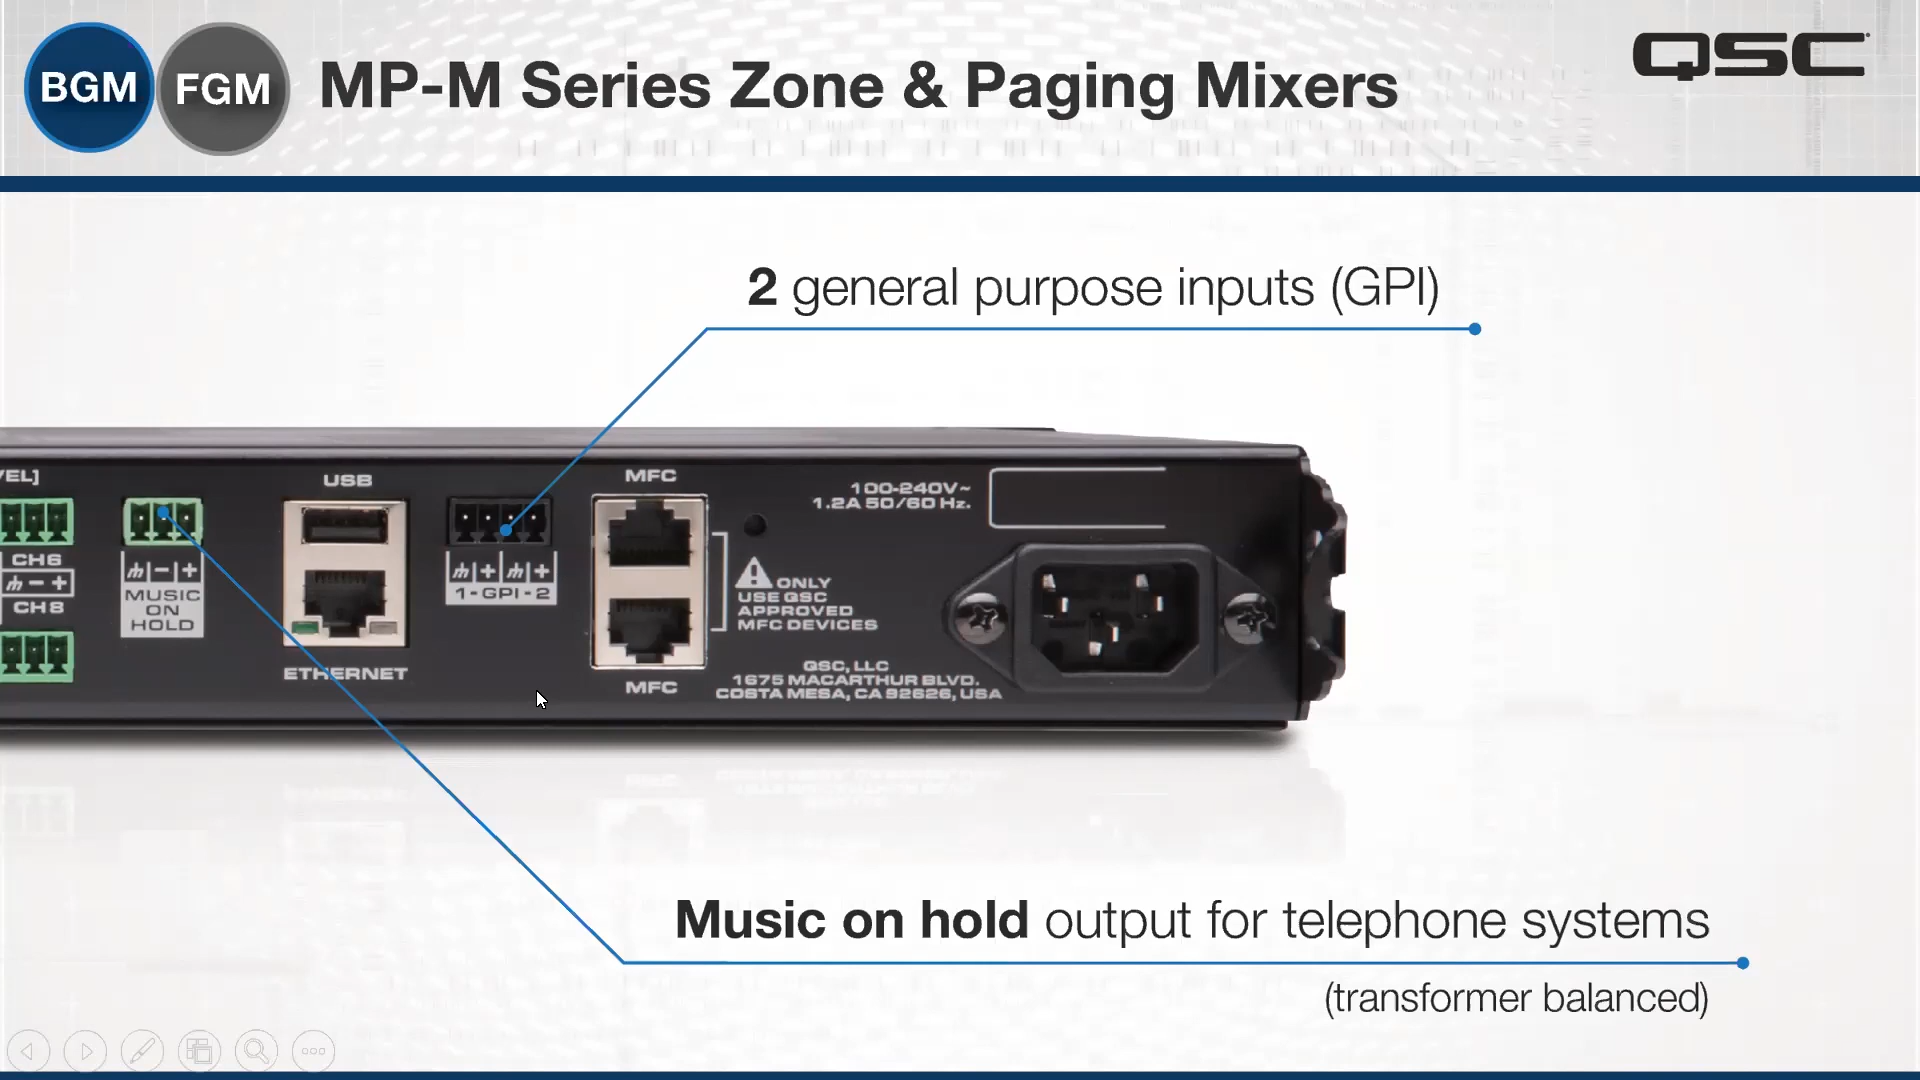 BGM FGM MP-M Series Zone & Paging Mixers
QSC
2 general purpose inputs (GPI)
VEL]
CH6
CH8
MUSIC
ON
HOLD
USB
ETHERNET
1-GPI-2
MFC
MFC
100-240V~
1.2A 50/60 Hz.
ONLY
USE QSC
APPROVED
MFC DEVICES
QSC, LLC
1675 MACARTHUR BLVD.
COSTA MESA, CA 92626, USA
Music on hold output for telephone systems
(transformer balanced)